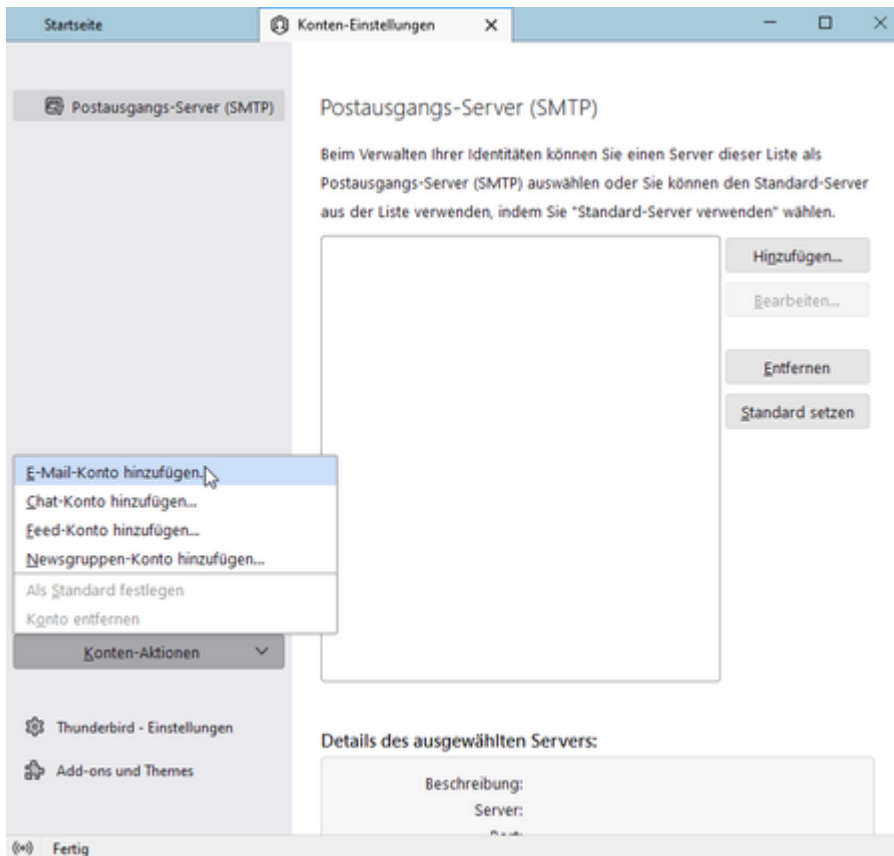 Startseite
Konten-Einstellungen
Postausgangs-Server (SMTP)
Postausgangs-Server (SMTP)
Beim Verwalten Ihrer Identitäten können Sie einen Server dieser Liste als
Postausgangs-Server (SMTP) auswählen oder Sie können den Standard-Server
aus der Liste verwenden, indem Sie "Standard-Server verwenden" wählen.
Hinzufügen...
Bearbeiten...
Entfernen
Standard setzen
E-Mail-Konto hinzufügen...
Chat-Konto hinzufügen...
Feed-Konto hinzufügen...
Newsgruppen-Konto hinzufügen...
Als Standard festlegen
Konto entfernen
Konten-Aktionen
Thunderbird - Einstellungen
Add-ons und Themes
Details des ausgewählten Servers:
Beschreibung:
Server:
Port:
Fertig